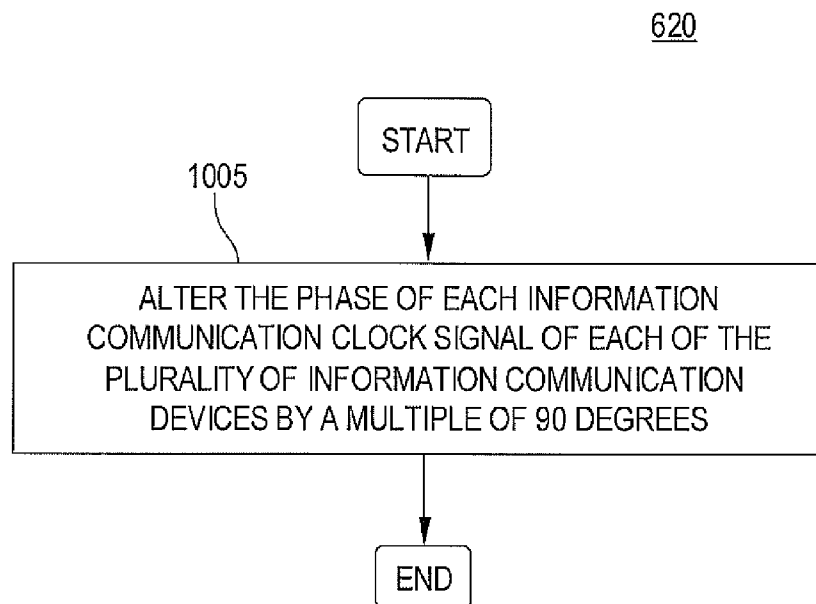 620
START
1005
ALTER THE PHASE OF EACH INFORMATION
COMMUNICATION CLOCK SIGNAL OF EACH OF THE
PLURALITY OF INFORMATION COMMUNICATION
DEVICES BY A MULTIPLE OF 90 DEGREES
END